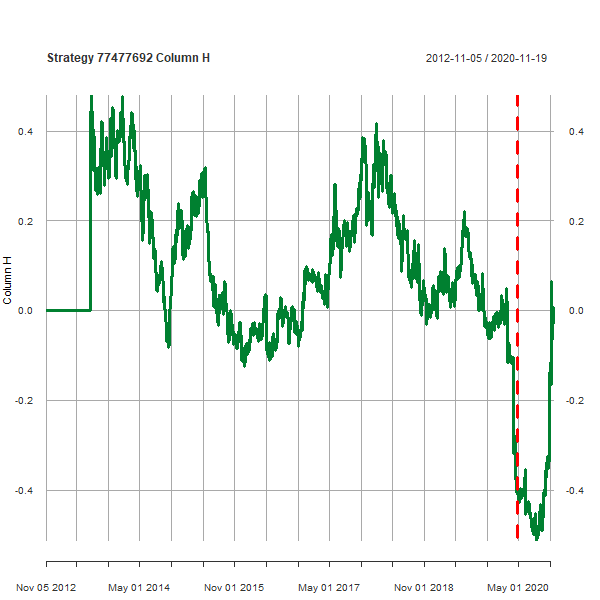 Strategy 77477692 Column H
2012-11-05 / 2020-11-19
0.4
0.4
0.2
0.2
Column H
0.0
0.0
-0.2
-0.2
-0.4
-0.4
Nov 05 2012
May 01 2014
Nov 01 2015
May 01 2017
Nov 01 2018
May 01 2020